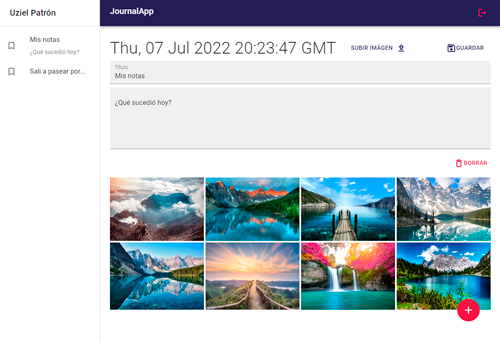 Uziel Patrón
JournalApp
Mis notas
¿Qué sucedió hoy?
Sali a pasear por...
Thu, 07 Jul 2022 20:23:47 GMT
SUBIR IMÁGEN
GUARDAR
Título
Mis notas
¿Qué sucedió hoy?
BORRAR